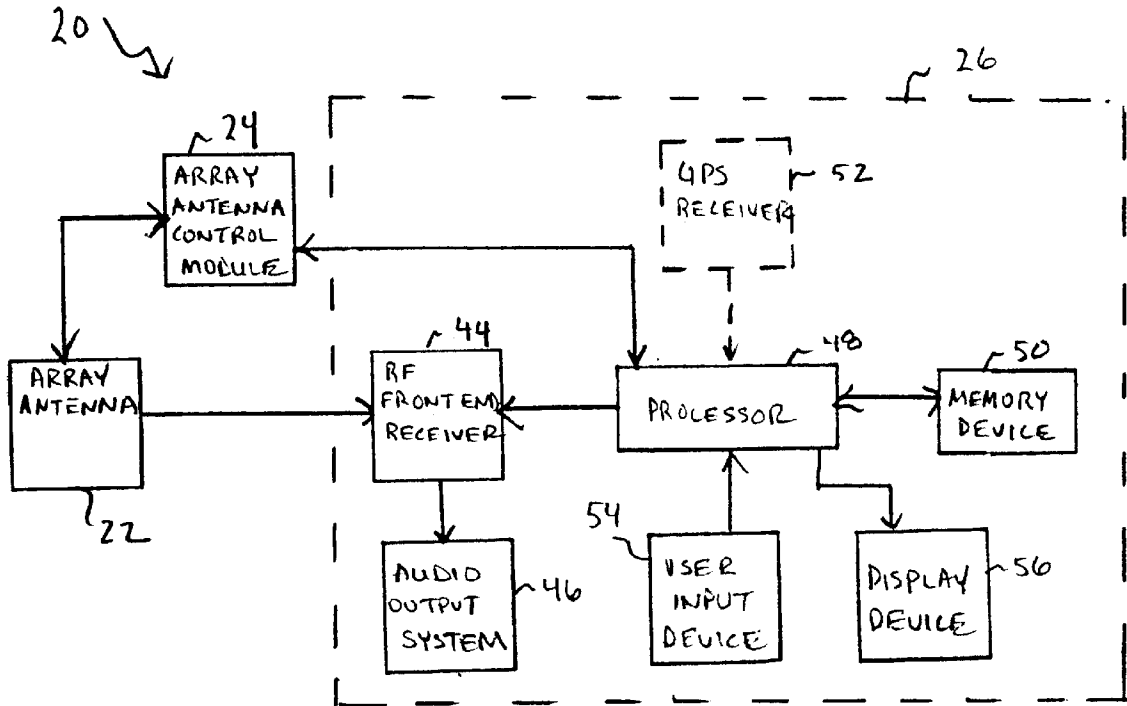 20
26
24
ARRAY
ANTENNA
CONTROL
MODULE
GPS
RECEIVER
52
44
RF
FRONT END
RECEIVER
48
PROCESSOR
50
MEMORY
DEVICE
ARRAY
ANTENNA
22
AUDIO
OUTPUT
SYSTEM
46
54
USER
INPUT
DEVICE
DISPLAY
DEVICE
56